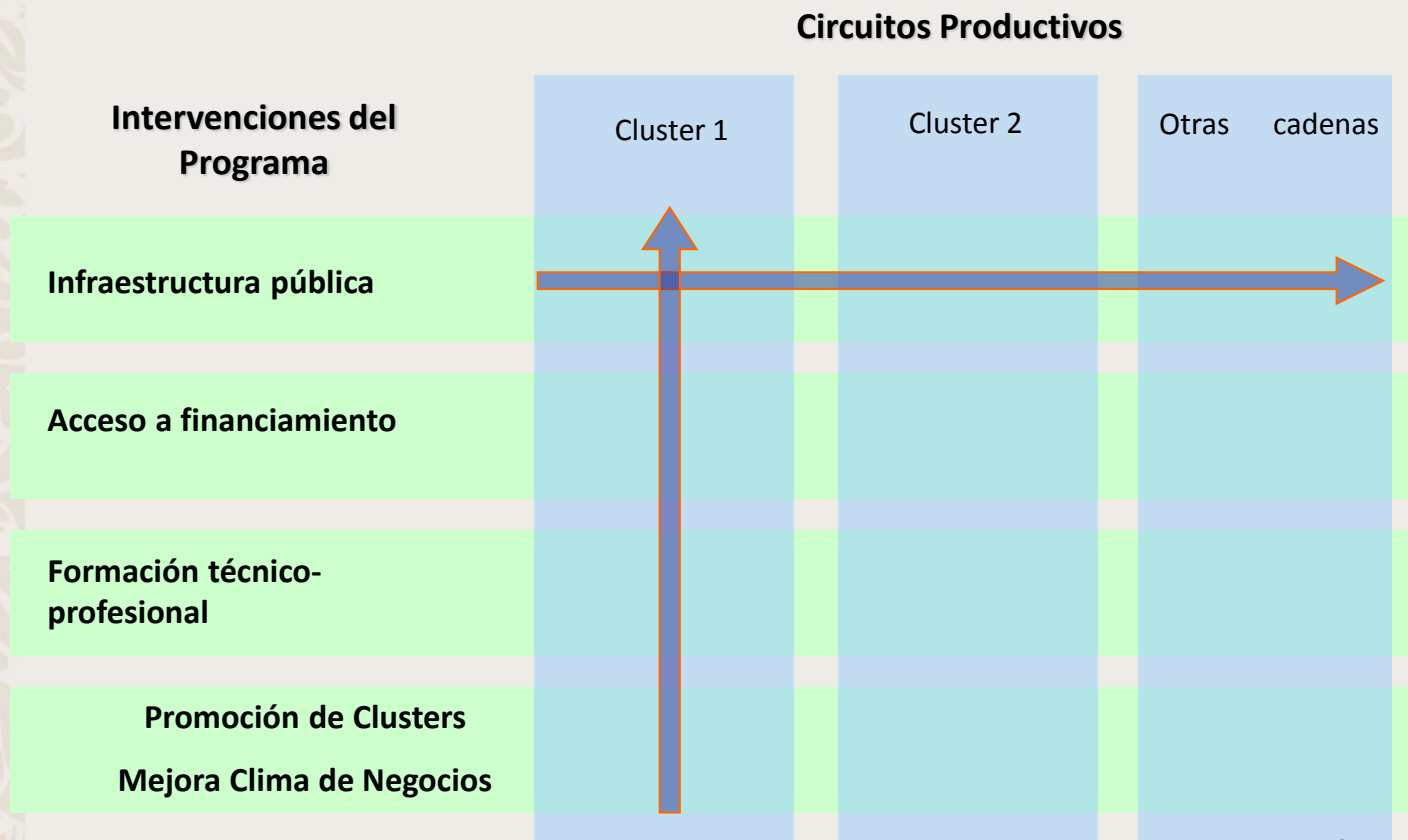 Circuitos Productivos
Intervenciones del
Programa
Cluster 1
Cluster 2
Otras cadenas
Infraestructura pública
Acceso a financiamiento
Formación técnico-
profesional
Promoción de Clusters
Mejora Clima de Negocios